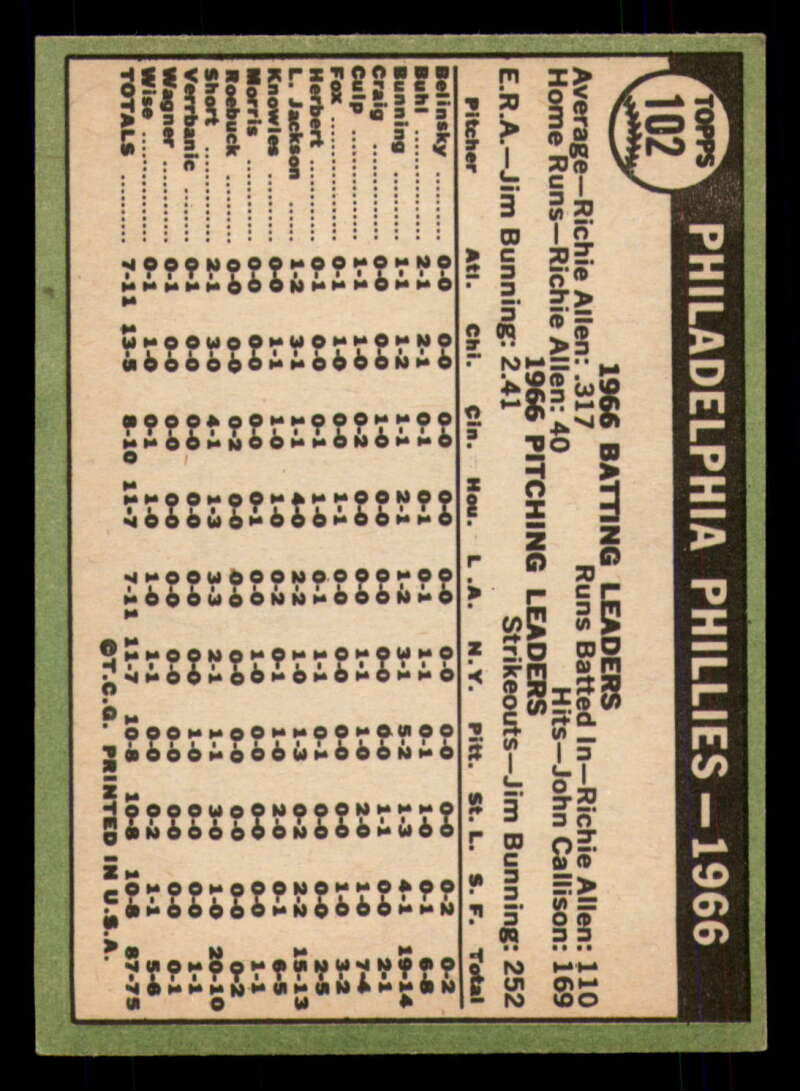 TOPPS
102
PHILADELPHIA PHILLIES—1966
1966 BATTING LEADERS
Average—Richie Allen: .317 Runs Batted In—Richie Allen: 110
Home Runs—Richie Allen: 40 Hits—John Callison: 169
1966 PITCHING LEADERS
E.R.A.—Jim Bunning: 2.41 Strikeouts—Jim Bunning: 252
Pitcher Atl. Chi. Cin. Hou. L.A. N.Y. Pitt. St. L. S. F. Total
Belinsky .......... 0-0 0-0 0-0 0-0 0-0 0-0 0-0 0-0 0-2 0-2
Buhl .......... 2-1 2-1 0-1 0-1 0-1 1-1 0-1 1-0 0-1 6-8
Bunning .......... 1-1 1-2 1-1 2-1 1-2 3-1 5-2 1-3 4-1 19-14
Craig .......... 0-0 0-0 1-0 0-0 0-0 0-0 0-0 1-1 0-0 2-1
Culp .......... 1-1 1-0 0-2 0-0 0-0 1-1 1-0 2-0 1-0 7-4
Fox .......... 0-1 1-0 0-0 1-1 0-0 0-0 0-0 0-0 1-0 3-2
Herbert .......... 0-1 0-0 0-1 1-0 0-1 1-1 0-1 0-0 0-0 2-5
L. Jackson ..... 1-2 3-1 1-1 4-0 2-2 1-0 1-3 0-2 2-2 15-13
Knowles .......... 0-0 1-1 1-0 1-0 0-2 0-1 1-0 2-0 0-1 6-5
Morris .......... 0-0 0-0 0-0 0-1 0-0 1-0 0-0 0-0 0-0 1-1
Roebuck .......... 0-0 0-0 0-2 0-0 0-0 0-0 0-0 0-0 0-0 0-2
Short .......... 2-1 3-0 4-1 1-3 3-3 2-1 1-1 3-0 1-0 20-10
Verrbanic ...... 0-1 0-0 0-0 0-0 0-0 0-0 1-0 0-0 0-0 1-1
Wagner .......... 0-1 0-0 0-0 0-0 0-0 0-0 0-0 0-0 0-0 0-1
Wise .......... 0-1 1-0 0-1 1-0 1-0 1-1 0-0 0-2 1-1 5-6
TOTALS .......... 7-11 13-5 8-10 11-7 7-11 11-7 10-8 10-8 10-8 87-75
©T.C.G. PRINTED IN U.S.A.